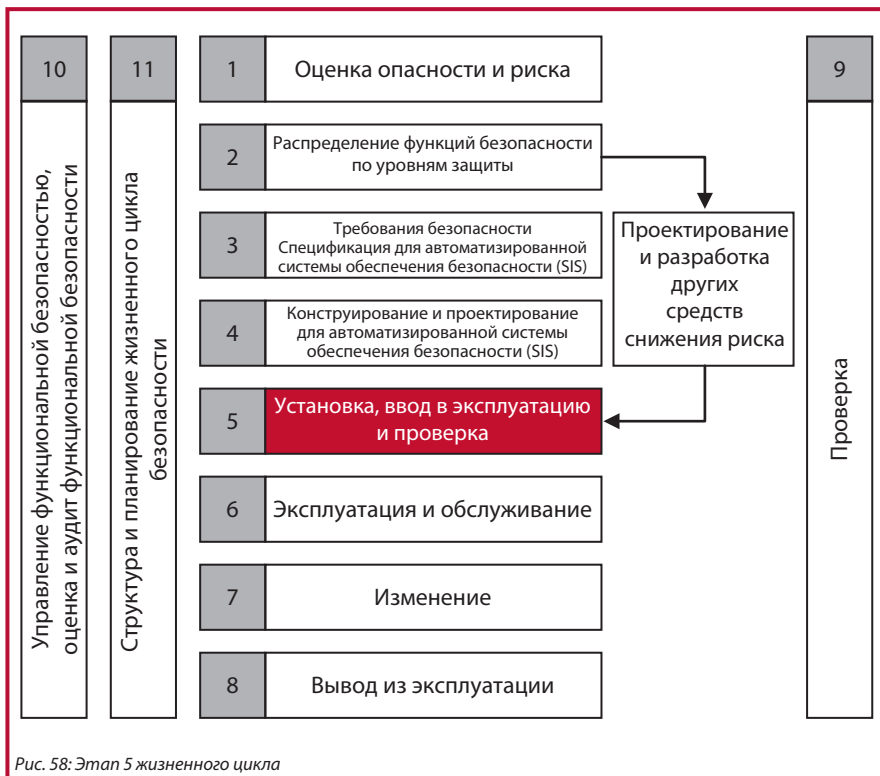 10
Управление функциональной безопасностью,
оценка и аудит функциональной безопасности
11
Структура и планирование жизненного цикла
безопасности
1
Оценка опасности и риска
2
Распределение функций безопасности
по уровням защиты
3
Требования безопасности
Спецификация для автоматизированной
системы обеспечения безопасности (SIS)
4
Конструирование и проектирование
для автоматизированной системы
обеспечения безопасности (SIS)
5
Установка, ввод в эксплуатацию
и проверка
6
Эксплуатация и обслуживание
7
Изменение
8
Вывод из эксплуатации
Проектирование
и разработка
других
средств
снижения риска
9
Проверка
Рис. 58: Этап 5 жизненного цикла